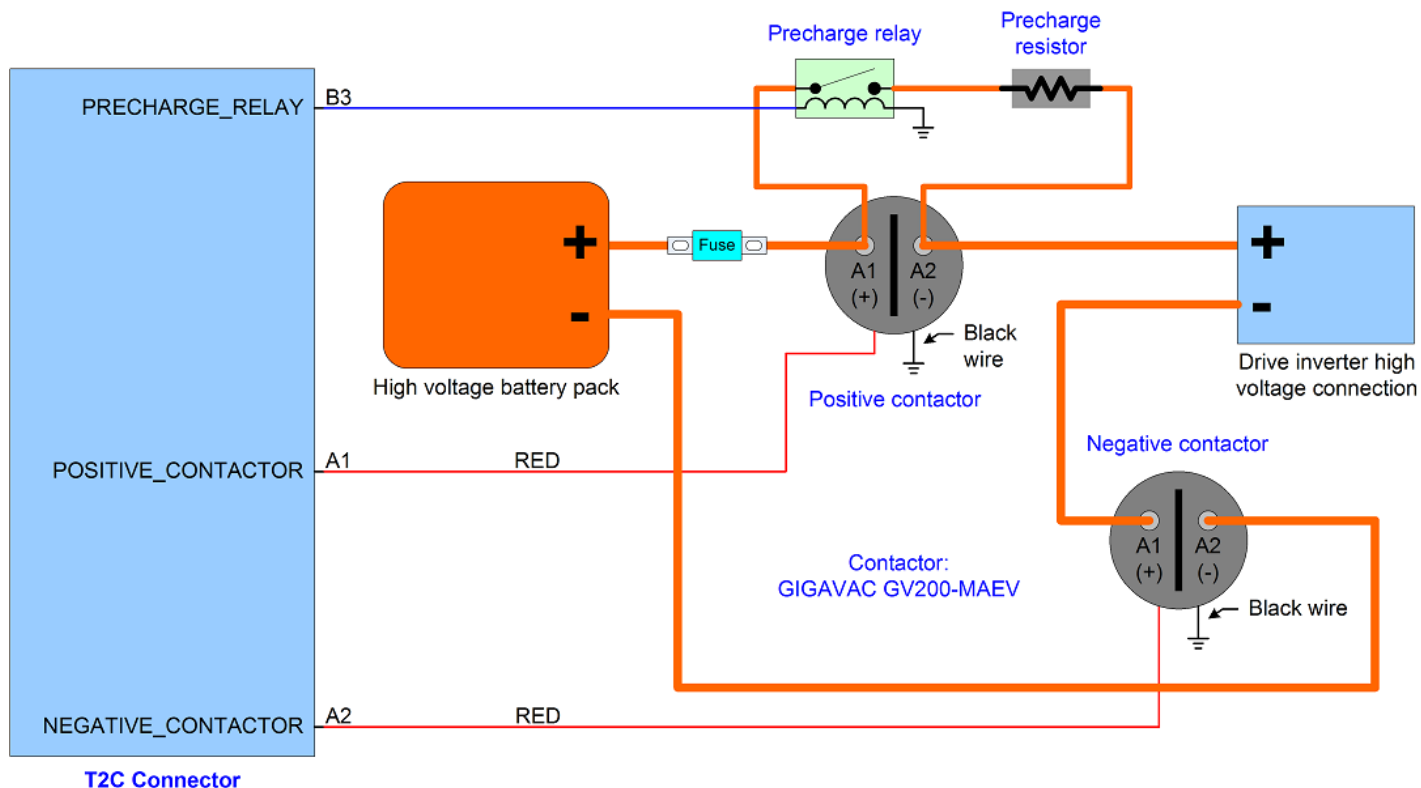 Precharge relay
Precharge
resistor
PRECHARGE_RELAY
B3
+
-
Fuse
A1
(+)
A2
(-)
+
-
Black
wire
High voltage battery pack
Positive contactor
Drive inverter high
voltage connection
POSITIVE_CONTACTOR
A1
RED
Negative contactor
A1
(+)
A2
(-)
Contactor:
GIGAVAC GV200-MAEV
Black wire
NEGATIVE_CONTACTOR
A2
RED
T2C Connector